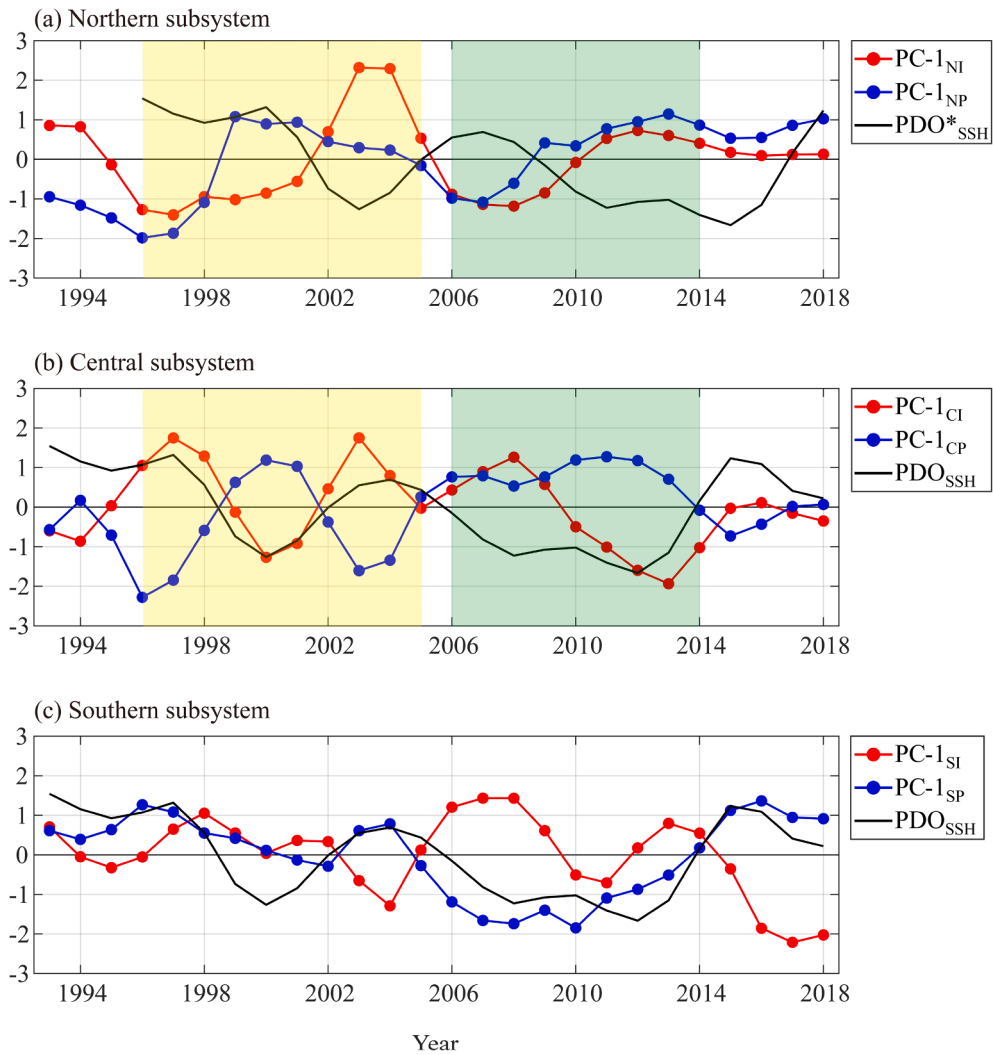 (a) Northern subsystem
3
2
1
0
-1
-2
-3
1994 1998 2002 2006 2010 2014 2018
PC-1NI
PC-1NP
PDO*SSH
(b) Central subsystem
3
2
1
0
-1
-2
-3
1994 1998 2002 2006 2010 2014 2018
PC-1CI
PC-1CP
PDOSSH
(c) Southern subsystem
3
2
1
0
-1
-2
-3
1994 1998 2002 2006 2010 2014 2018
PC-1SI
PC-1SP
PDOSSH
Year